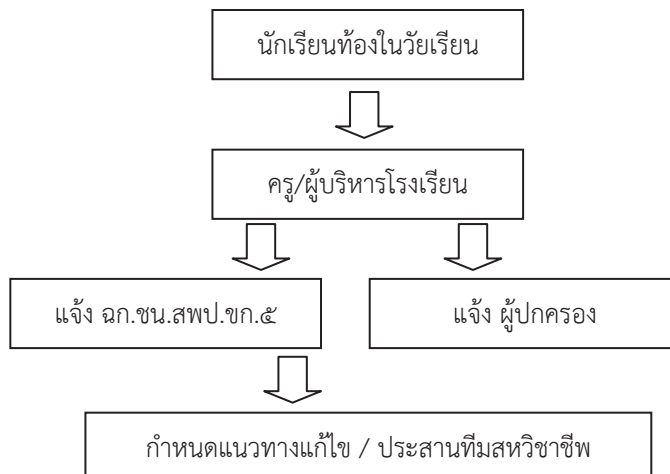 นักเรียนท้องในวัยเรียน
ครู/ผู้บริหารโรงเรียน
แจ้ง ฉก.ชน.สพป.ขก.๕
แจ้ง ผู้ปกครอง
กำหนดแนวทางแก้ไข / ประสานทีมสหวิชาชีพ